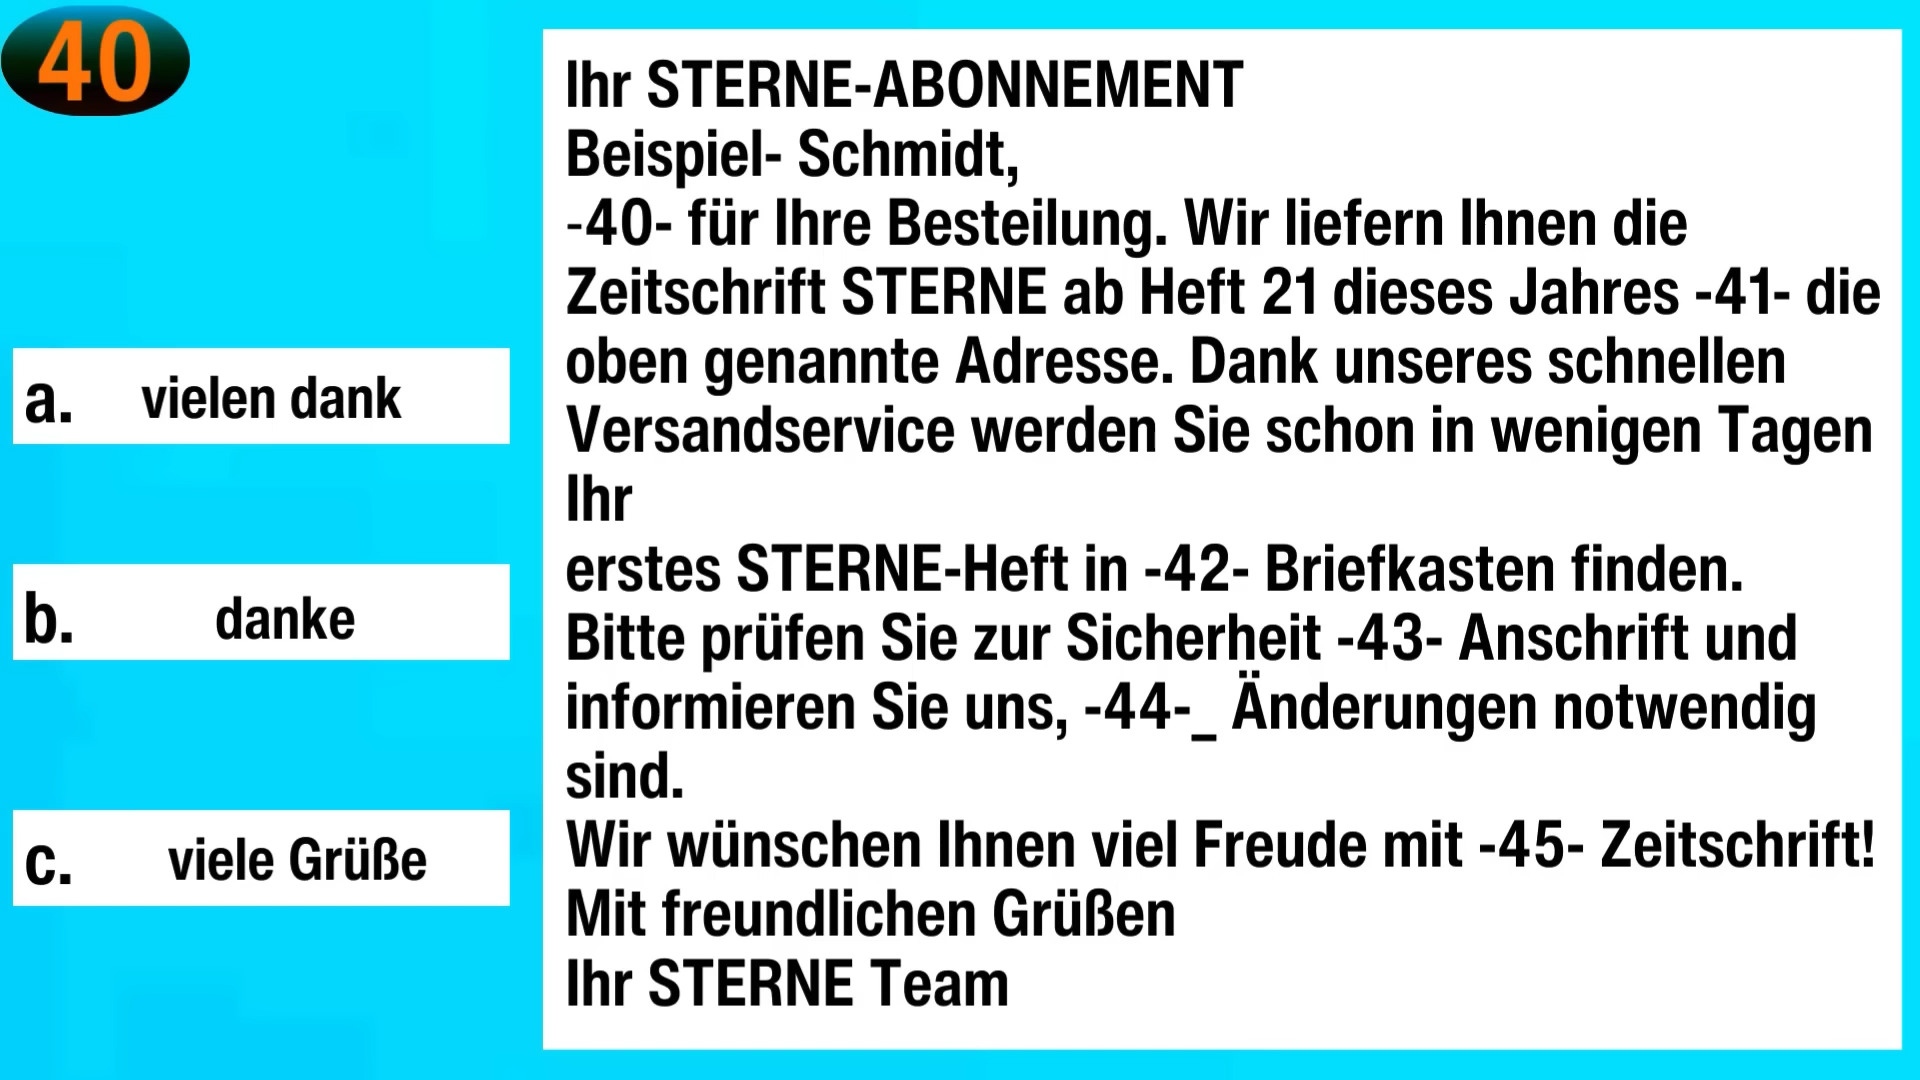 40
Ihr STERNE-ABONNEMENT
Beispiel- Schmidt,
-40- für Ihre Besteilung. Wir liefern Ihnen die
Zeitschrift STERNE ab Heft 21 dieses Jahres -41- die
oben genannte Adresse. Dank unseres schnellen
Versandservice werden Sie schon in wenigen Tagen
Ihr
erstes STERNE-Heft in -42- Briefkasten finden.
Bitte prüfen Sie zur Sicherheit -43- Anschrift und
informieren Sie uns, -44-_ Änderungen notwendig
sind.
Wir wünschen Ihnen viel Freude mit -45- Zeitschrift!
Mit freundlichen Grüßen
Ihr STERNE Team
a. vielen dank
b. danke
c. viele Grüße